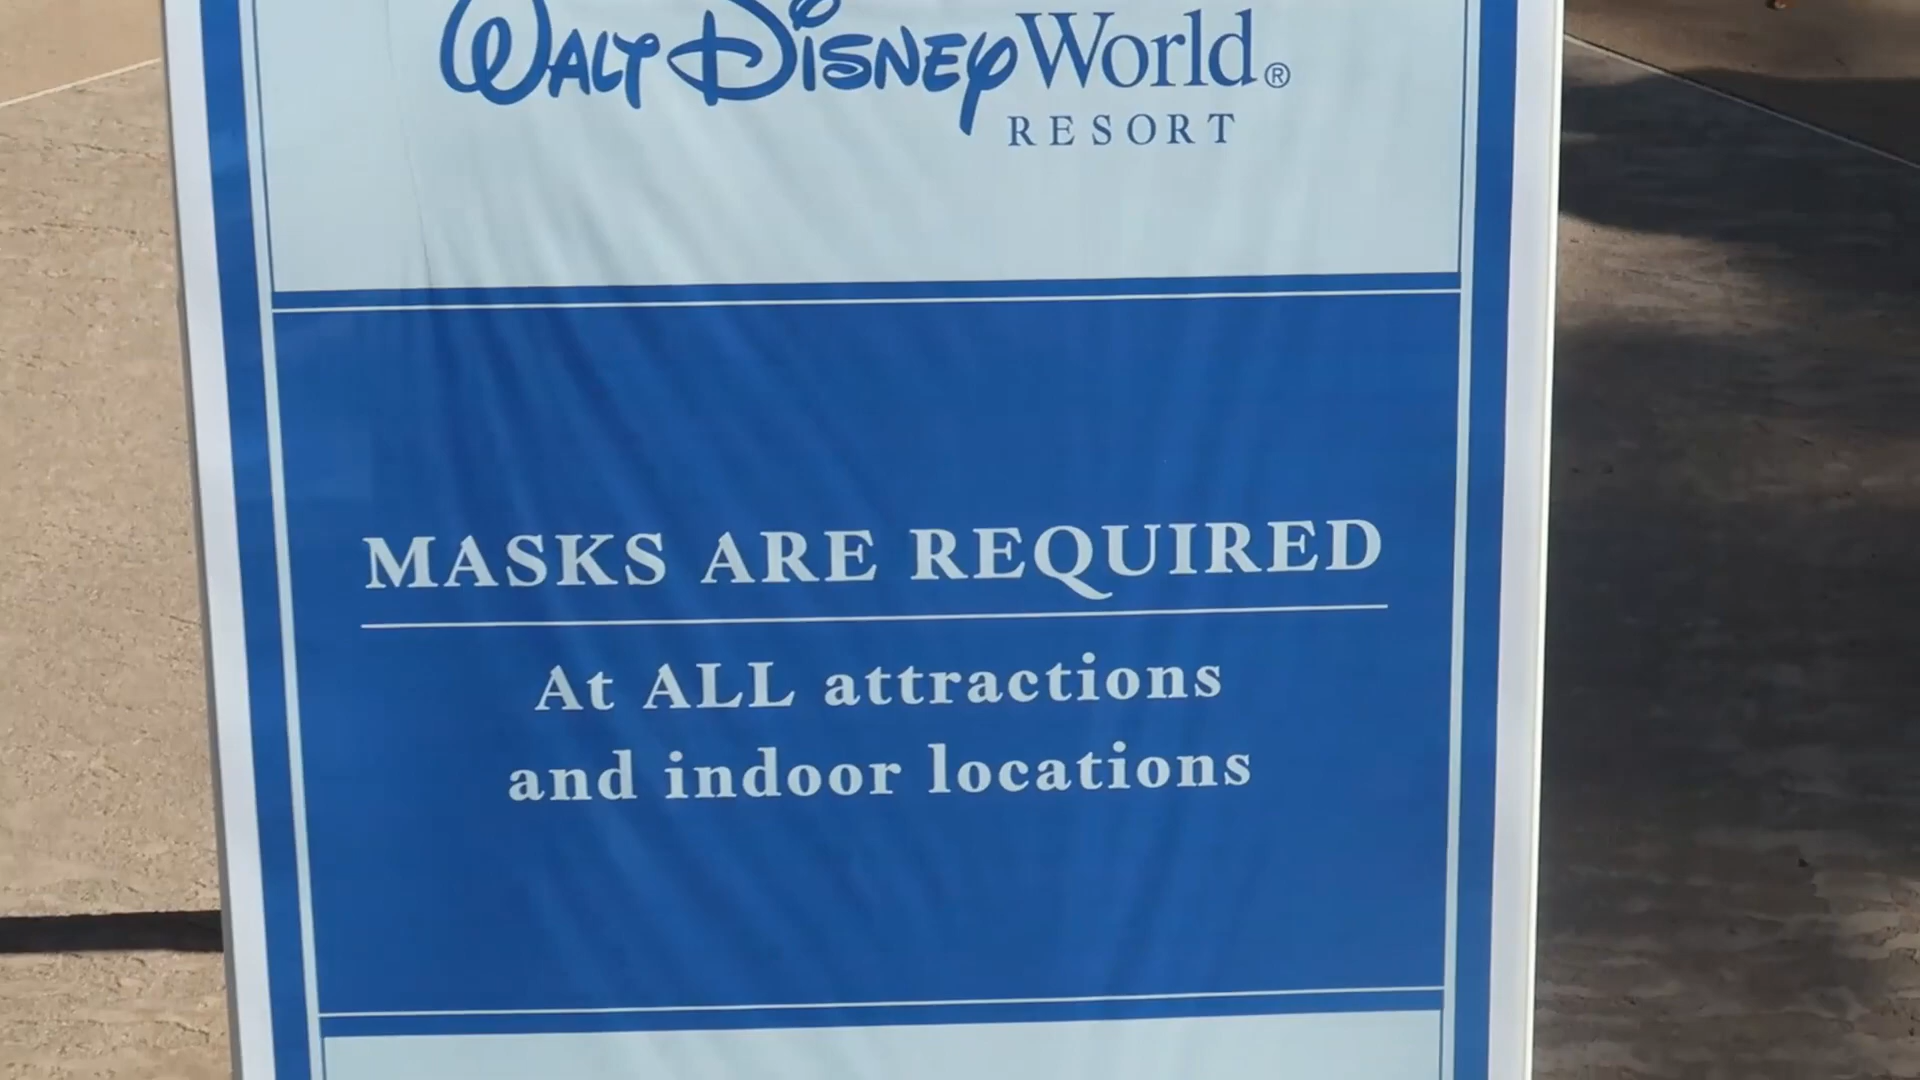 Walt Disney World®
RESORT
MASKS ARE REQUIRED
At ALL attractions
and indoor locations